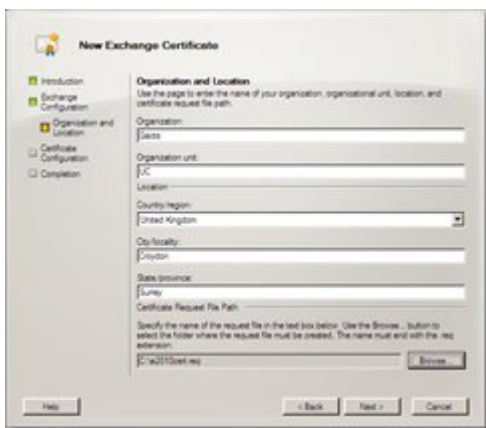 New Exchange Certificate
Introduction
Exchange
Configuration
Organization and
Location
Certificate
Configuration
Completion
Organization and Location
Use the page to enter the name of your organization, organizational unit, location, and
certificate request file path.
Organization:
Organization unit:
UC
Location
Country/region:
United Kingdom
City/locality:
Croydon
State/province:
Surrey
Certificate Request File Path
Specify the name of the request file in the text box below. Use the Browse... button to
select the folder where the request file must be created. The name must end with the .req
extension.
C:\e2010cert.req
Browse...
Help
< Back
Next >
Cancel